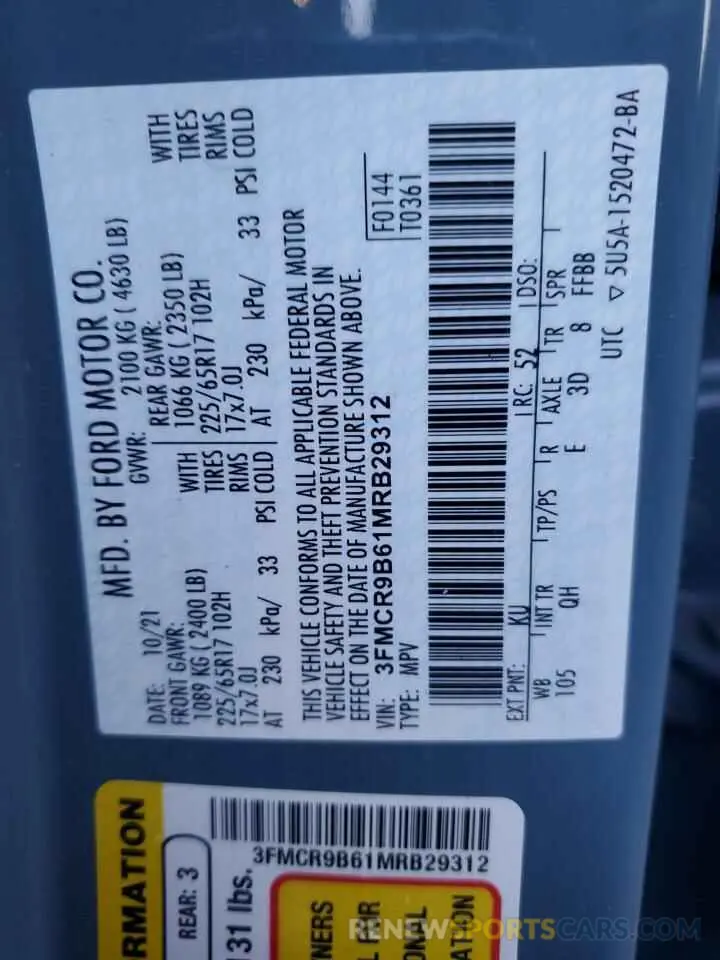 MFD. BY FORD MOTOR CO.
DATE: 10/21
GVWR: 2100 KG ( 4630 LB)
FRONT GAWR:
1089 KG ( 2400 LB)
WITH
225/65R17 102H
TIRES
17x7.0J
RIMS
AT 230 kPa/ 33 PSI COLD
REAR GAWR:
1066 KG ( 2350 LB)
WITH
225/65R17 102H
TIRES
17x7.0J
RIMS
AT 230 kPa/ 33 PSI COLD
THIS VEHICLE CONFORMS TO ALL APPLICABLE FEDERAL MOTOR
VEHICLE SAFETY AND THEFT PREVENTION STANDARDS IN
EFFECT ON THE DATE OF MANUFACTURE SHOWN ABOVE.
VIN: 3FMCR9B61MRB29312
TYPE: MPV
F0144
T0361
EXT PNT: KU RC: 52 DSO:
WB INT TR TP/PS R AXLE TR SPR
105 QH E 3D 8 FFBB
UTC ▽ 5U5A-1520472-BA
RMATION
REAR: 3
131 lbs.
3FMCR9B61MRB29312
NERS
L FOR
ONAL
ATION
RENEWSPORTSCARS.COM